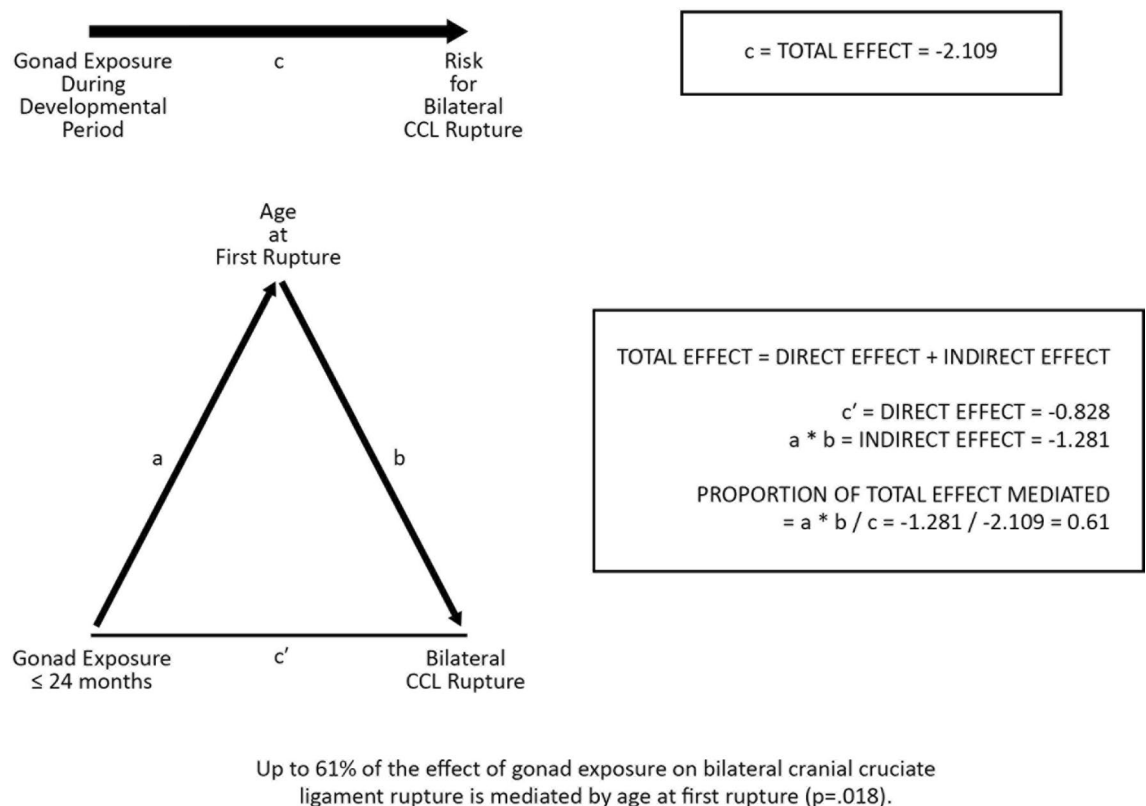 Gonad Exposure
During
Developmental
Period
c
Risk
for
Bilateral
CCL Rupture
c = TOTAL EFFECT = -2.109
Age
at
First Rupture
a
b
Gonad Exposure
≤ 24 months
c′
Bilateral
CCL Rupture
TOTAL EFFECT = DIRECT EFFECT + INDIRECT EFFECT
c′ = DIRECT EFFECT = -0.828
a * b = INDIRECT EFFECT = -1.281
PROPORTION OF TOTAL EFFECT MEDIATED
= a * b / c = -1.281 / -2.109 = 0.61
Up to 61% of the effect of gonad exposure on bilateral cranial cruciate
ligament rupture is mediated by age at first rupture (p=.018).